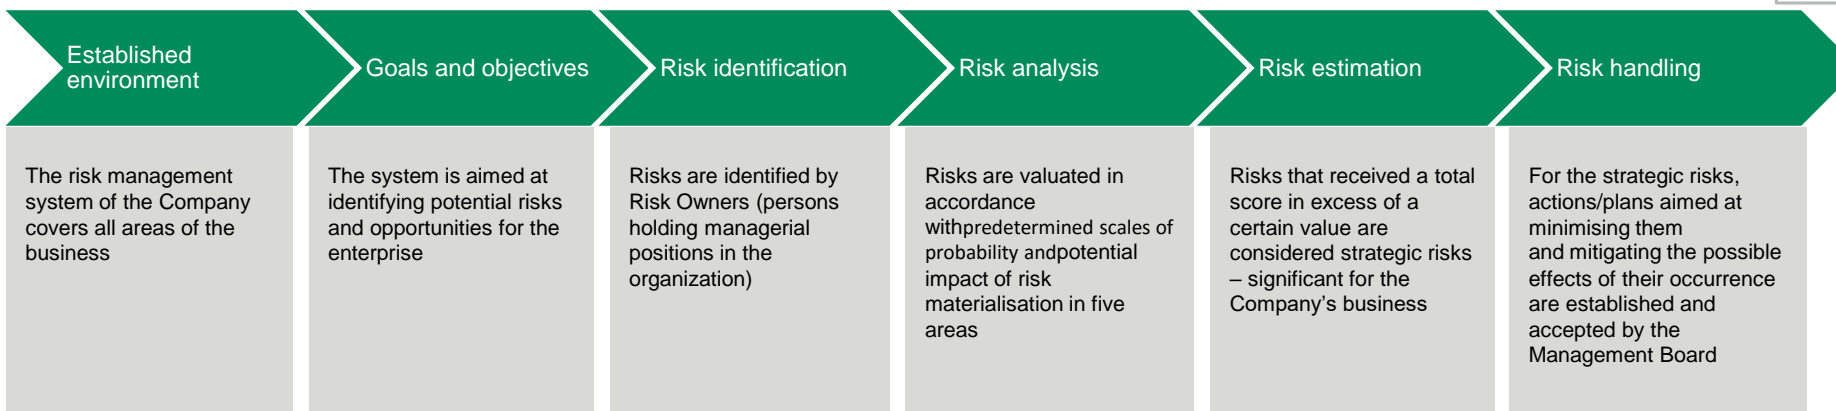 Established
environment
Goals and objectives
Risk identification
Risk analysis
Risk estimation
Risk handling
The risk management
system of the Company
covers all areas of the
business
The system is aimed at
identifying potential risks
and opportunities for the
enterprise
Risks are identified by
Risk Owners (persons
holding managerial
positions in the
organization)
Risks are valuated in
accordance
withpredetermined scales of
probability andpotential
impact of risk
materialisation in five
areas
Risks that received a total
score in excess of a
certain value are
considered strategic risks
– significant for the
Company’s business
For the strategic risks,
actions/plans aimed at
minimising them
and mitigating the possible
effects of their occurrence
are established and
accepted by the
Management Board